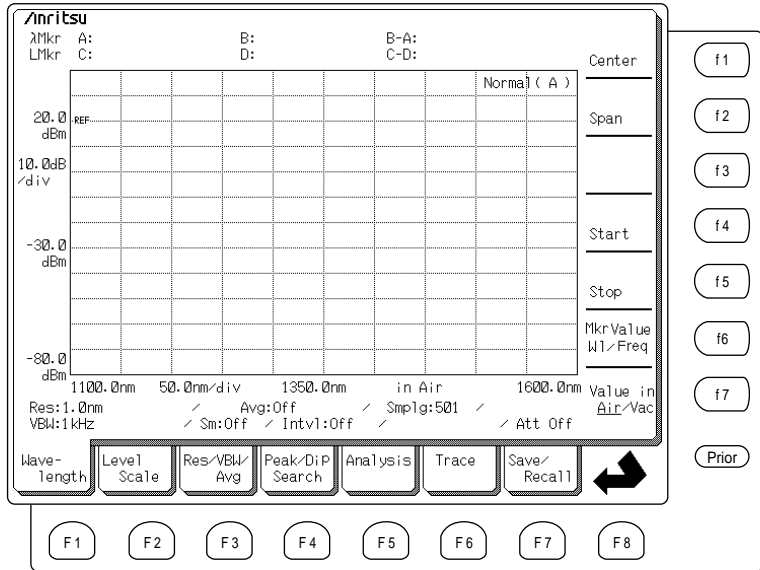 Anritsu
λMkr A: B: B-A:
LMkr C: D: C-D:
Normal ( A )
20.0
dBm
REF
10.0dB
/div
-30.0
dBm
-80.0
dBm
1100.0nm 50.0nm/div 1350.0nm in Air 1600.0nm
Res:1.0nm / Avg:Off / Smplg:501 /
VBW:1kHz / Sm:Off / Intvl:Off / / Att Off
Center
Span
Start
Stop
MkrValue
Wl/Freq
Value in
Air/Vac
Wave-
length
Level
Scale
Res/VBW/
Avg
Peak/Dip
Search
Analysis
Trace
Save/
Recall
f1
f2
f3
f4
f5
f6
f7
Prior
F1 F2 F3 F4 F5 F6 F7 F8